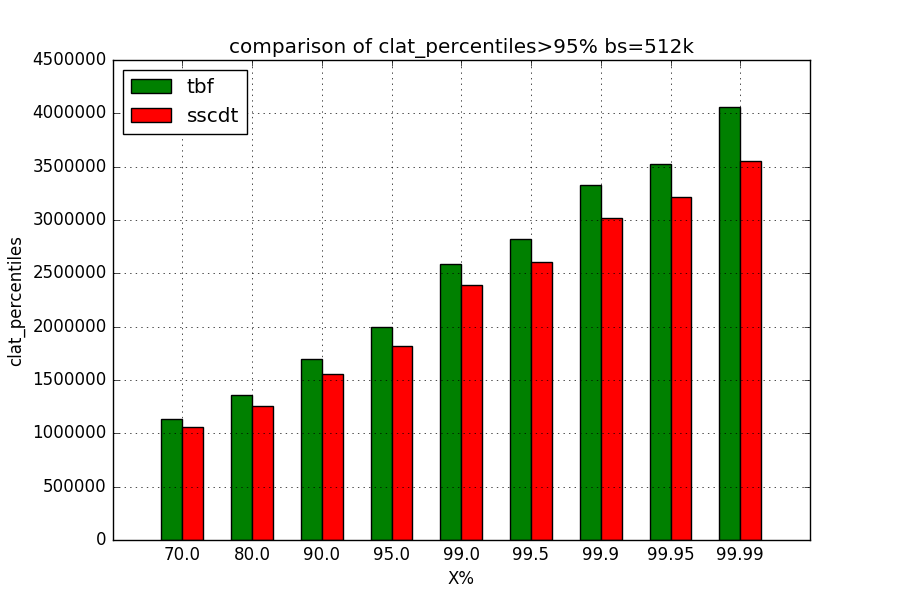 comparison of clat_percentiles>95% bs=512k
4500000
4000000
3500000
3000000
2500000
2000000
1500000
1000000
500000
0
clat_percentiles
tbf
sscdt
70.0 80.0 90.0 95.0 99.0 99.5 99.9 99.95 99.99
X%